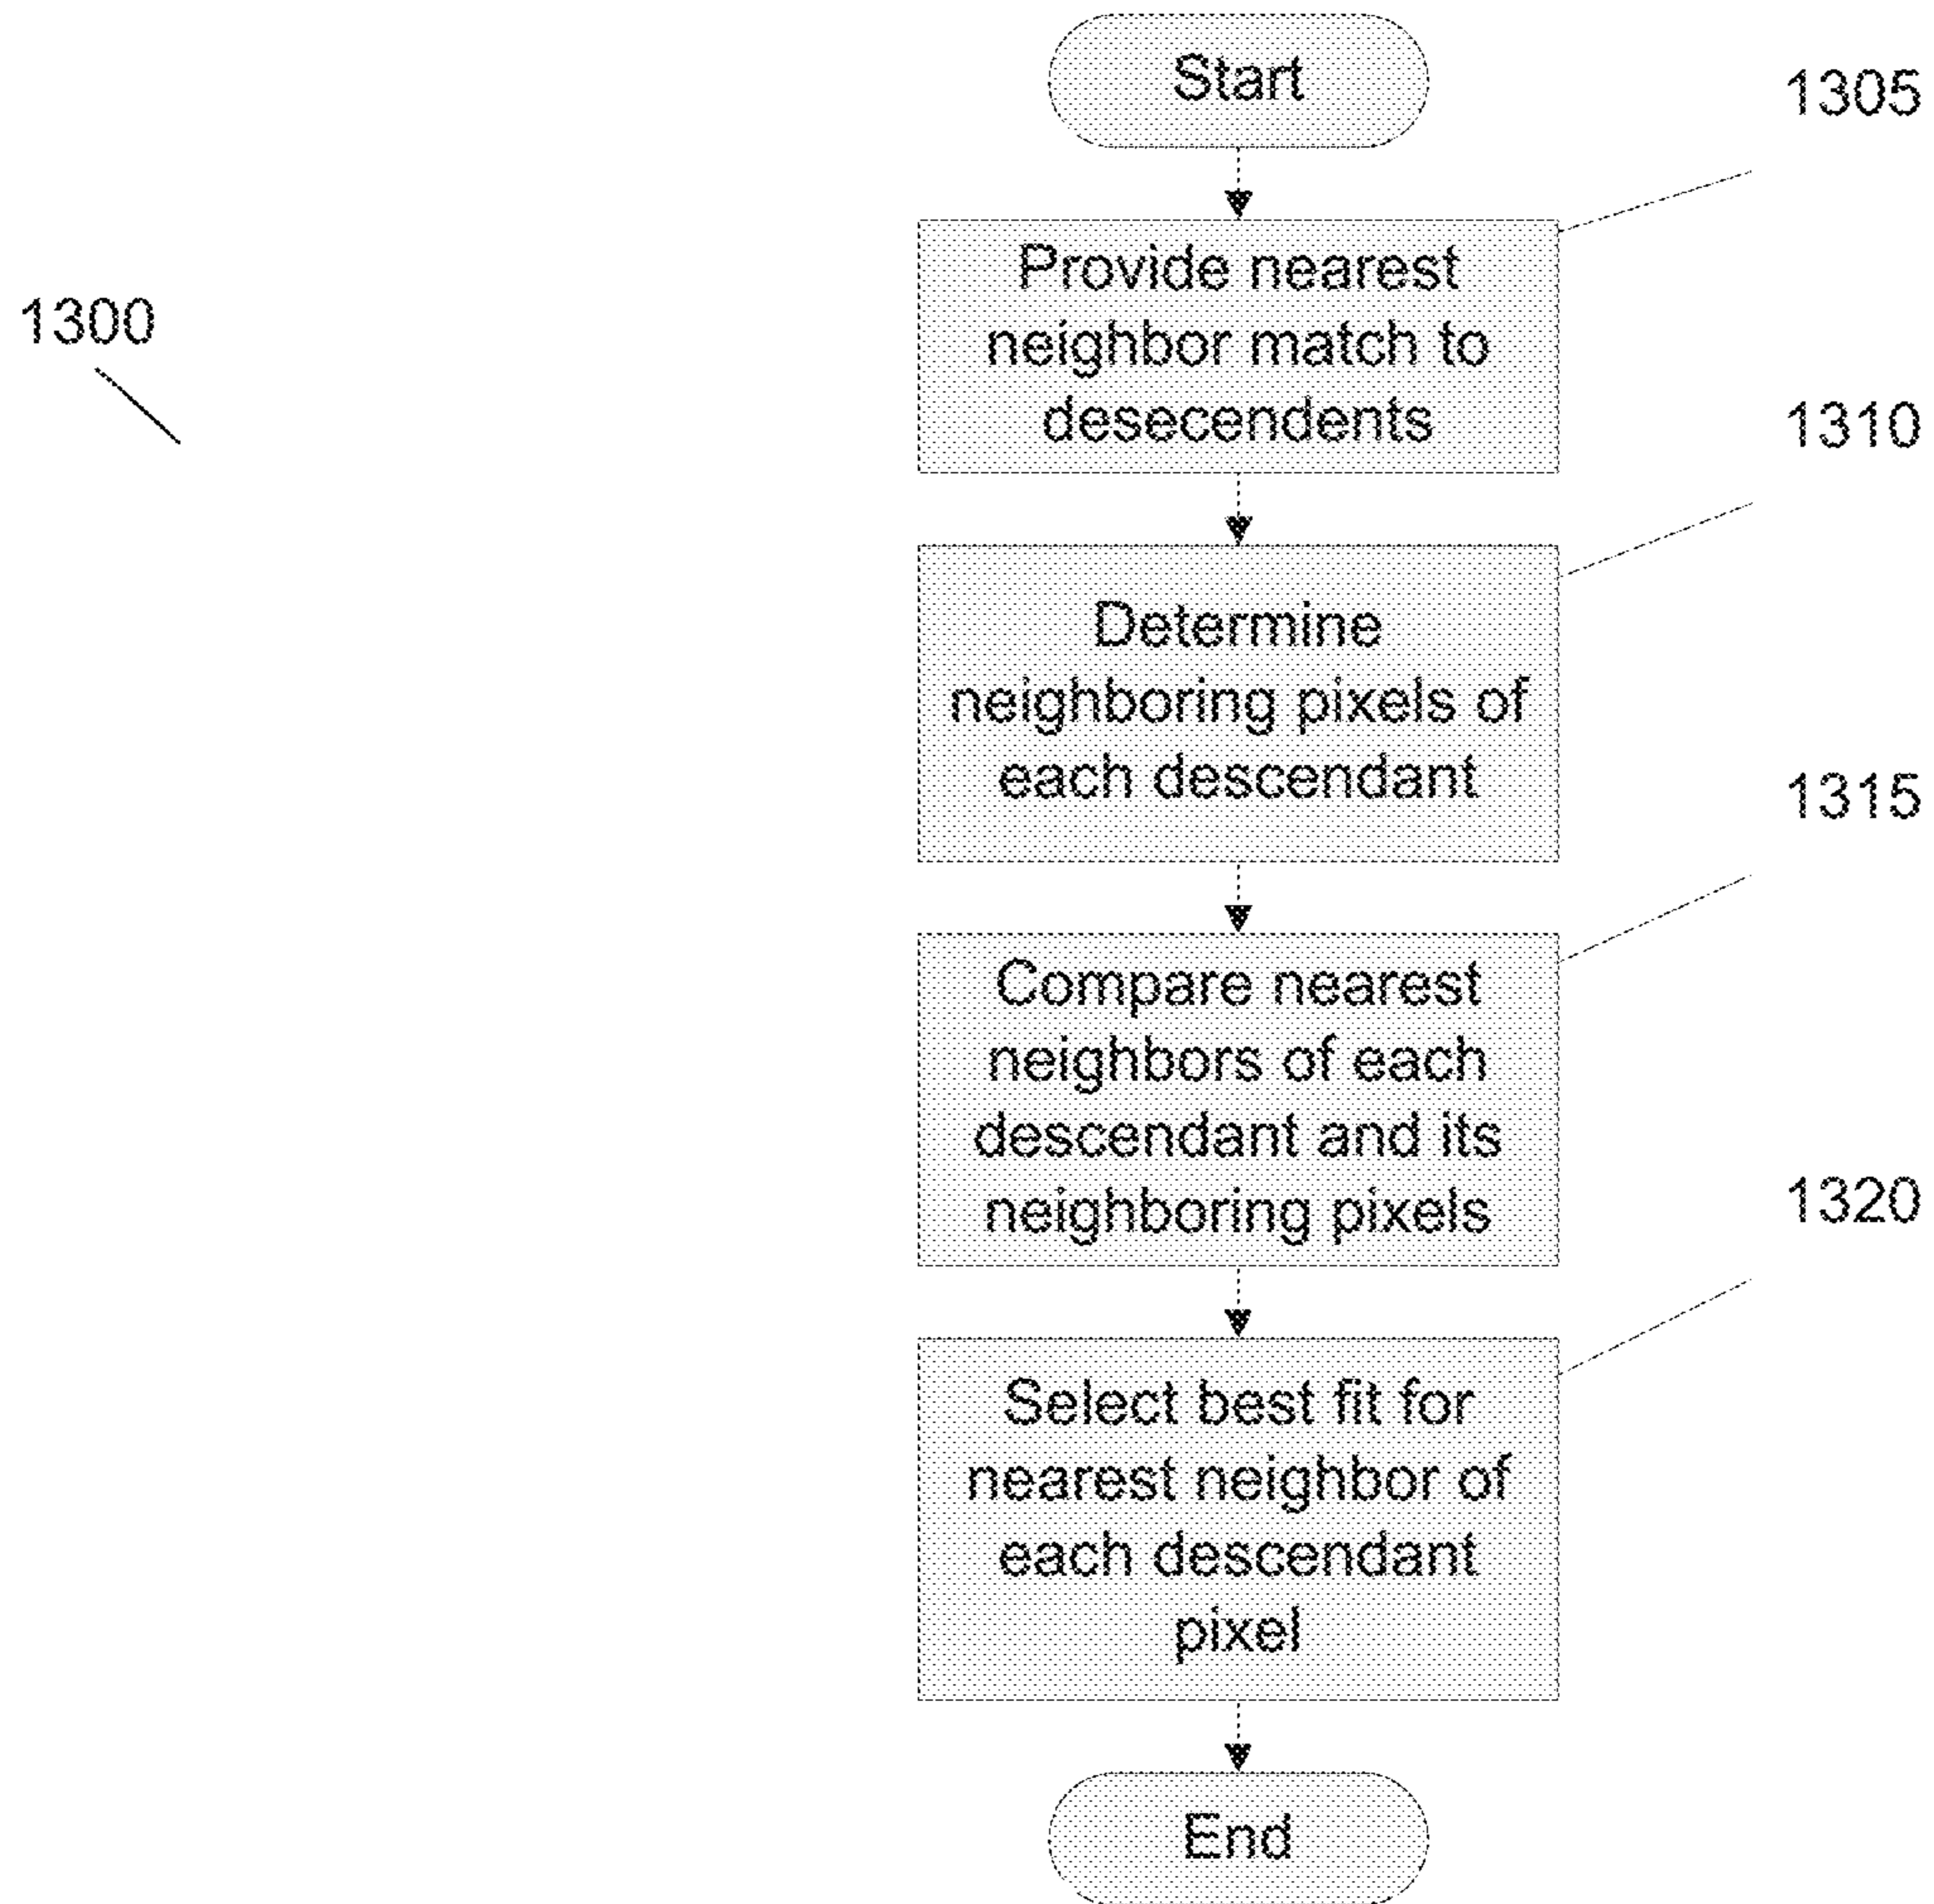 Start
1305
Provide nearest
neighbor match to
desecendents
1300
1310
Determine
neighboring pixels of
each descendant
1315
Compare nearest
neighbors of each
descendant and its
neighboring pixels
1320
Select best fit for
nearest neighbor of
each descendant
pixel
End